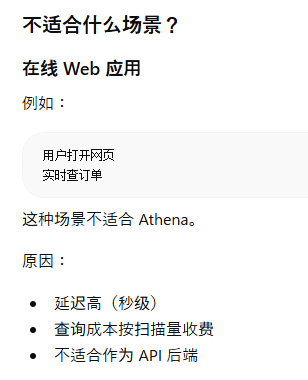 不适合什么场景？
在线 Web 应用
例如：
用户打开网页
实时查订单
这种场景不适合 Athena。
原因：
延迟高（秒级）
查询成本按扫描量收费
不适合作为 API 后端